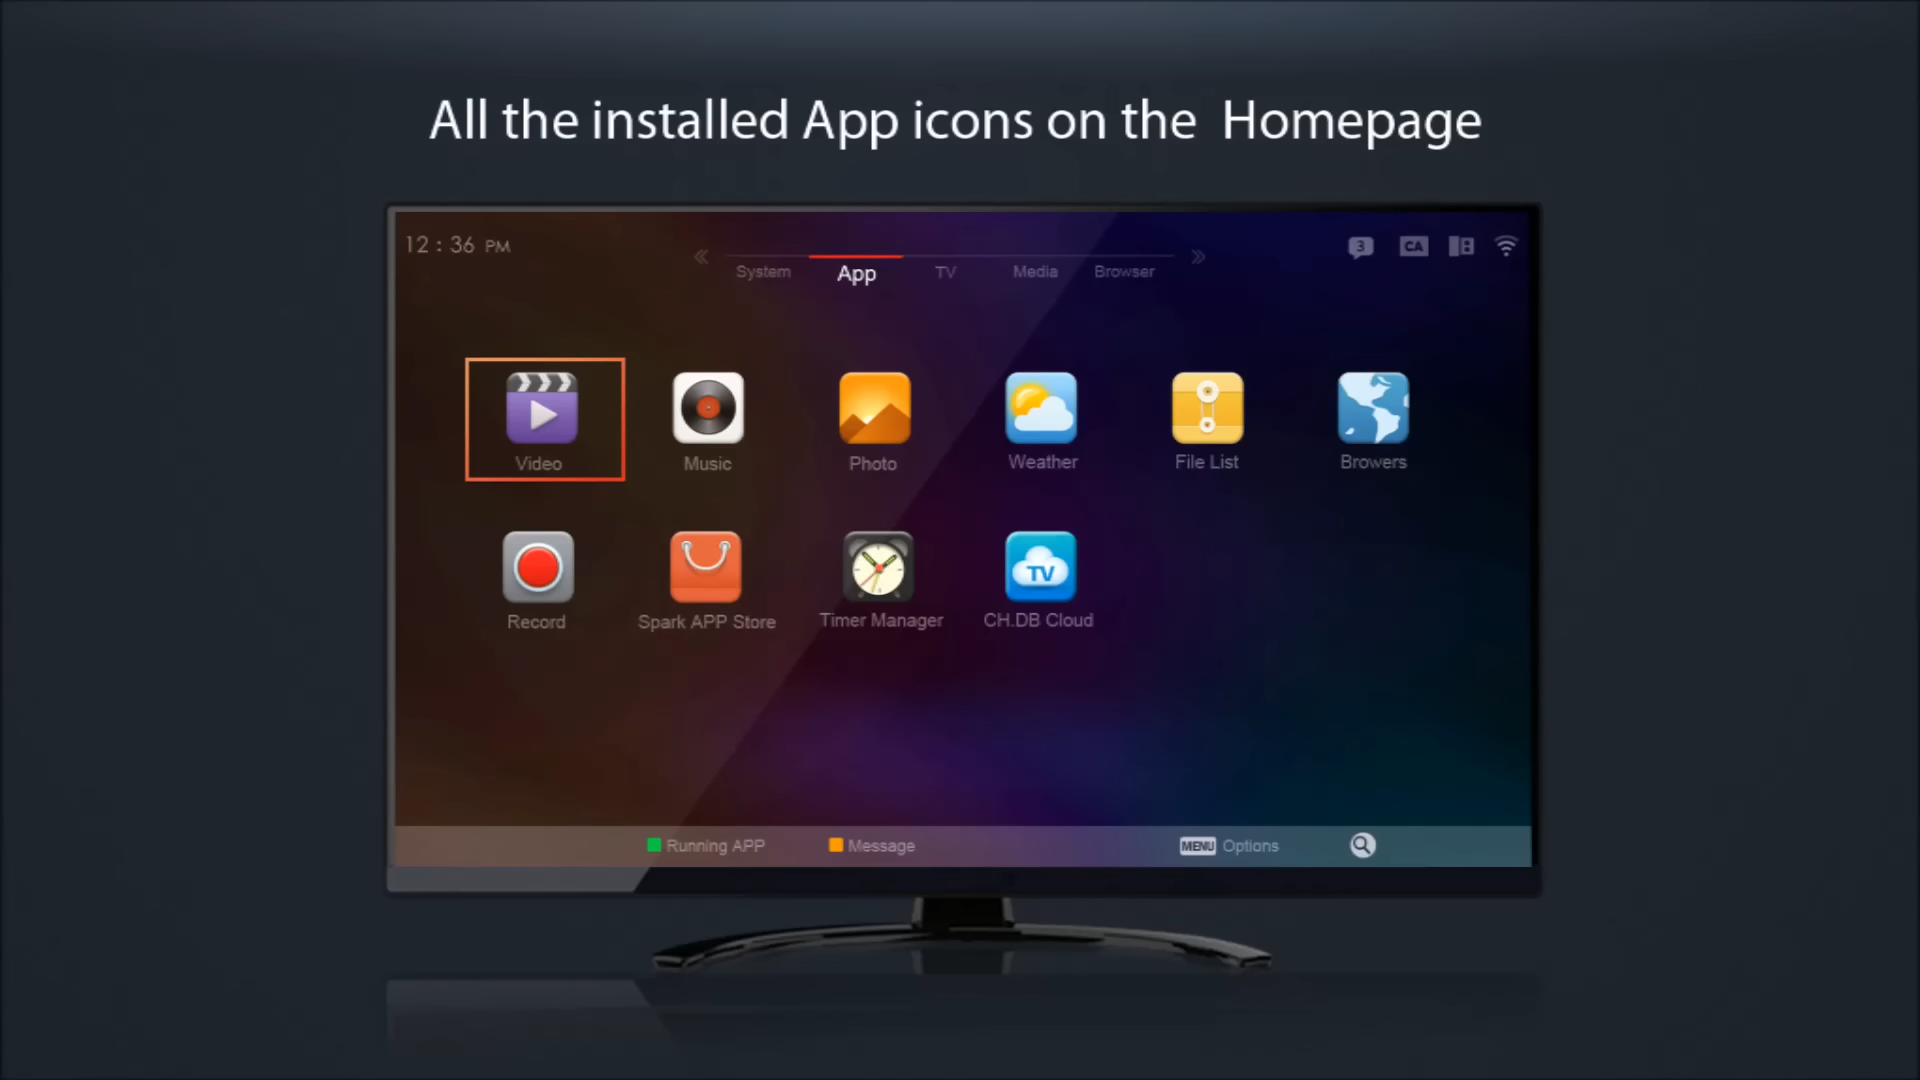 All the installed App icons on the Homepage
12 : 36 PM
System App TV Media Browser
3 CA
Video Music Photo Weather File List Browers
TV
Record Spark APP Store Timer Manager CH.DB Cloud
Running APP Message MENU Options